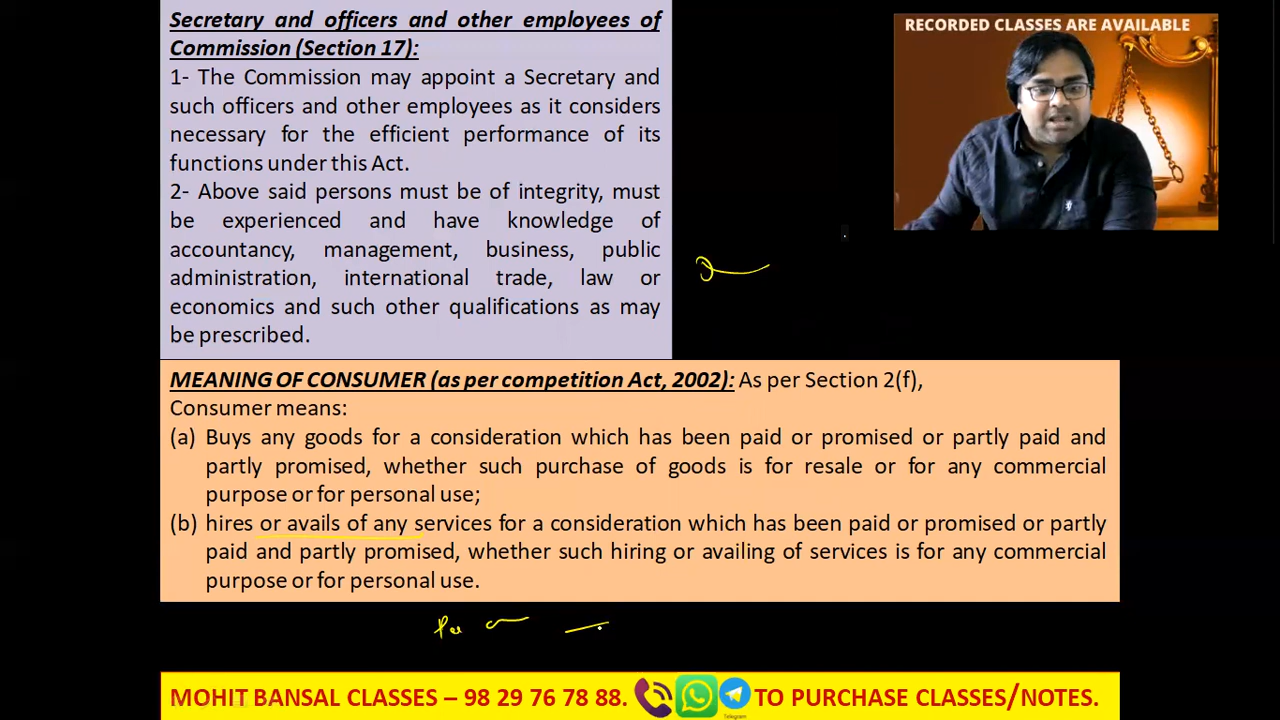 Secretary and officers and other employees of
Commission (Section 17):
1- The Commission may appoint a Secretary and
such officers and other employees as it considers
necessary for the efficient performance of its
functions under this Act.
2- Above said persons must be of integrity, must
be experienced and have knowledge of
accountancy, management, business, public
administration, international trade, law or
economics and such other qualifications as may
be prescribed.
RECORDED CLASSES ARE AVAILABLE
MEANING OF CONSUMER (as per competition Act, 2002): As per Section 2(f),
Consumer means:
(a) Buys any goods for a consideration which has been paid or promised or partly paid and
partly promised, whether such purchase of goods is for resale or for any commercial
purpose or for personal use;
(b) hires or avails of any services for a consideration which has been paid or promised or partly
paid and partly promised, whether such hiring or availing of services is for any commercial
purpose or for personal use.
MOHIT BANSAL CLASSES – 98 29 76 78 88. TO PURCHASE CLASSES/NOTES.
Telegram